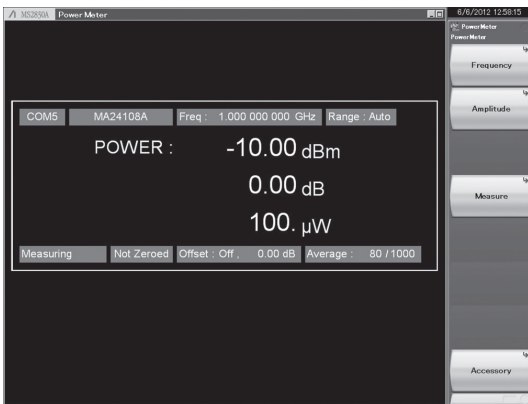 MS2830A Power Meter
6/6/2012 12:58:15
Power Meter
Power Meter
Frequency
Amplitude
Measure
Accessory
COM5 MA24108A Freq : 1.000 000 000 GHz Range : Auto
POWER : -10.00 dBm
0.00 dB
100. µW
Measuring Not Zeroed Offset : Off , 0.00 dB Average : 80 / 1000